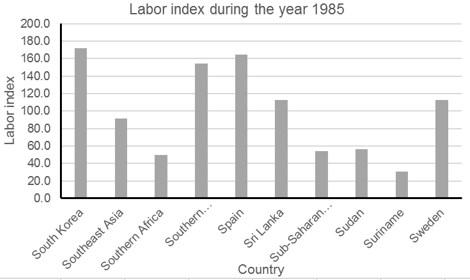 Labor index during the year 1985
Labor index
200.0
180.0
160.0
140.0
120.0
100.0
80.0
60.0
40.0
20.0
0.0
South Korea
Southeast Asia
Southern Africa
Southern...
Spain
Sri Lanka
Sub-Saharan...
Sudan
Suriname
Sweden
Country